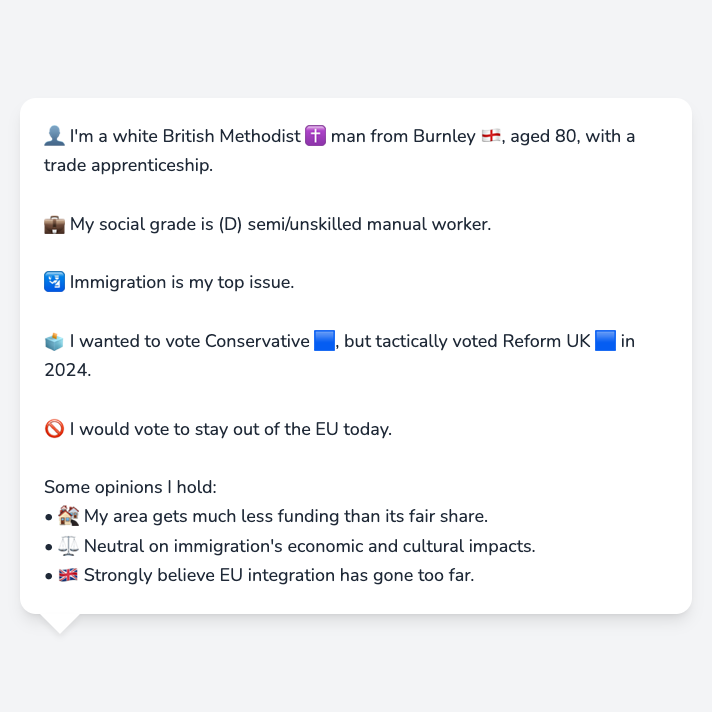 👤 I'm a white British Methodist ✝️ man from Burnley 🏴󠁧󠁢󠁥󠁮󠁧󠁿, aged 80, with a
trade apprenticeship.
💼 My social grade is (D) semi/unskilled manual worker.
🛂 Immigration is my top issue.
🗳️ I wanted to vote Conservative 🟦, but tactically voted Reform UK 🟦 in
2024.
🚫 I would vote to stay out of the EU today.
Some opinions I hold:
• 🏘️ My area gets much less funding than its fair share.
• ⚖️ Neutral on immigration's economic and cultural impacts.
• 🇬🇧 Strongly believe EU integration has gone too far.